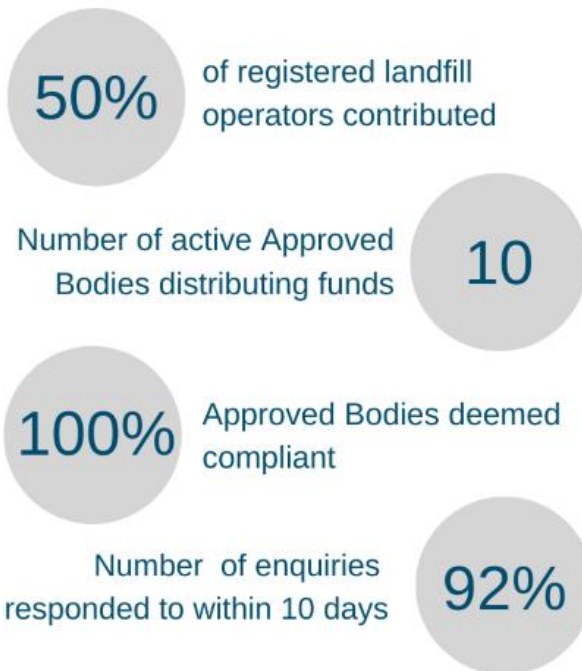 50%
of registered landfill
operators contributed
Number of active Approved
Bodies distributing funds
10
100%
Approved Bodies deemed
compliant
Number of enquiries
responded to within 10 days
92%